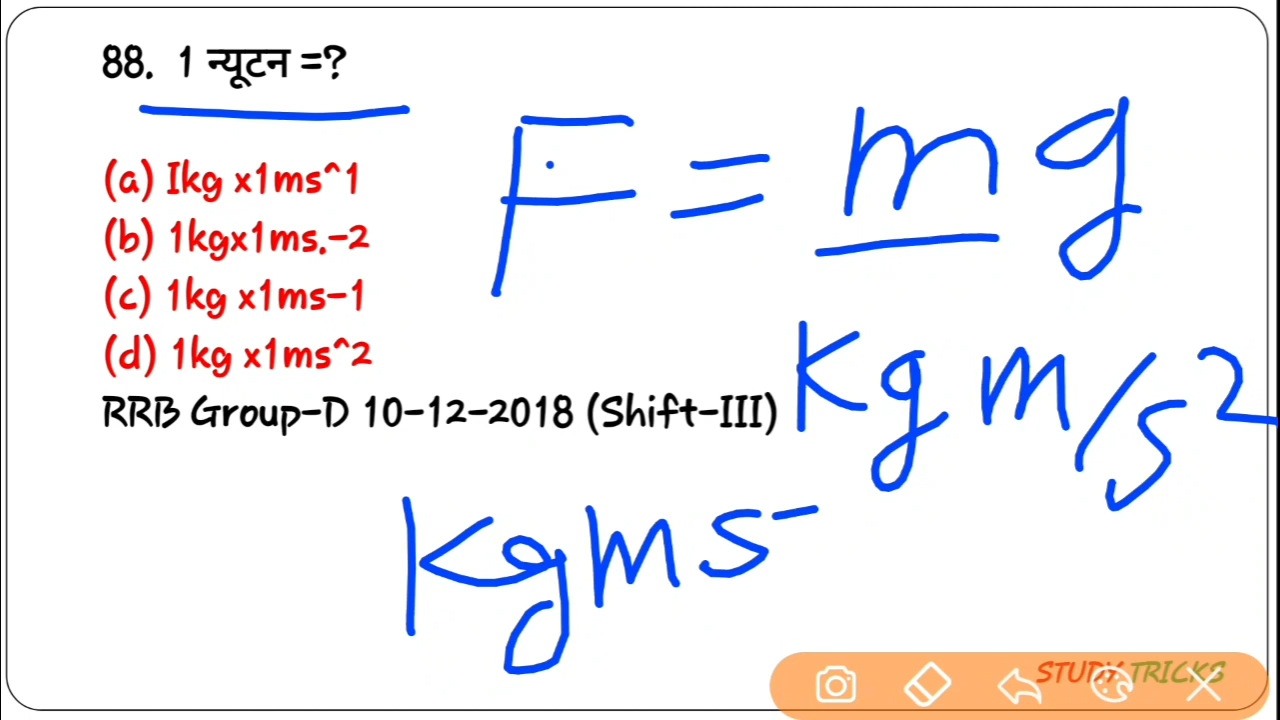 88. 1 न्यूटन =?
F = mg
(a) Ikg x1ms^1
(b) 1kgx1ms.-2
(c) 1kg x1ms-1
(d) 1kg x1ms^2
kg m/s2
RRB Group-D 10-12-2018 (Shift-III)
kgms-
STUDY TRICKS